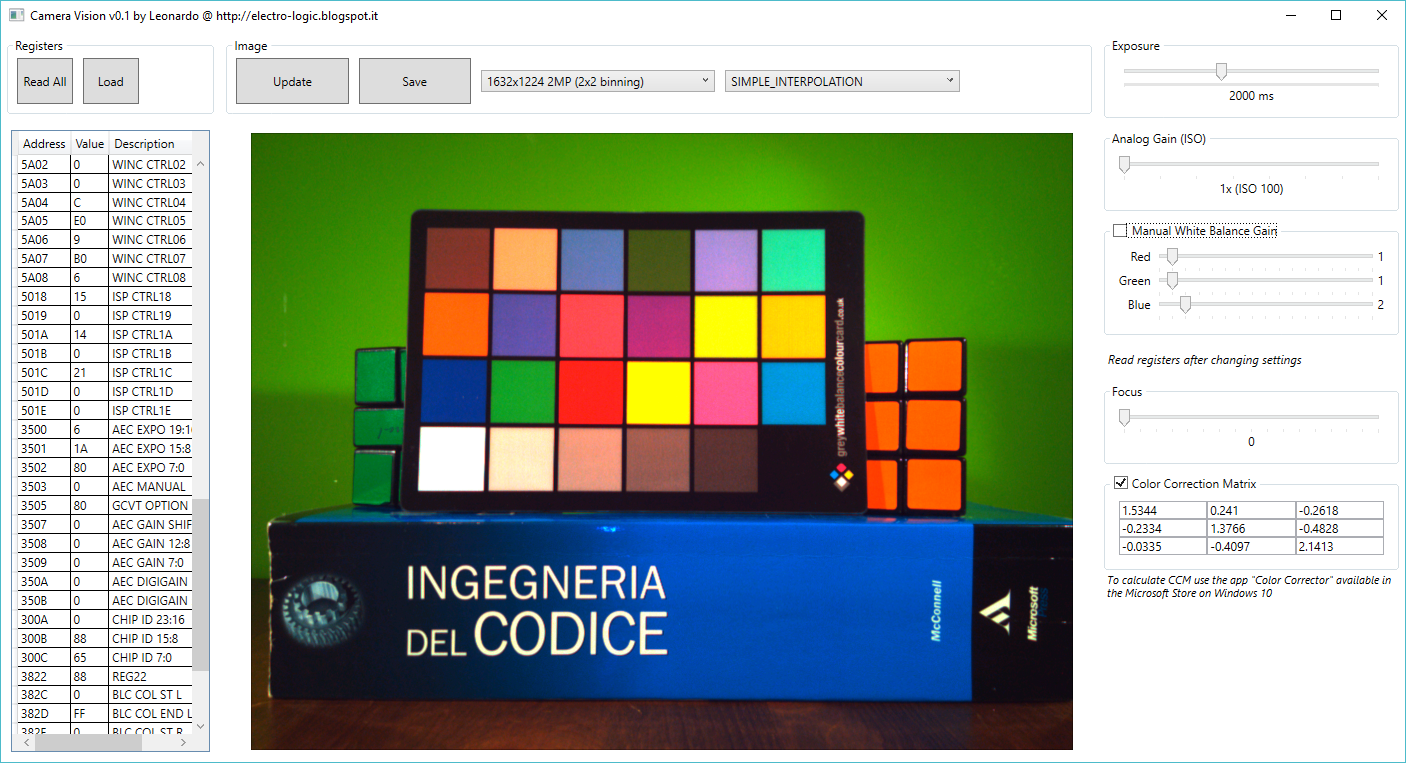 Camera Vision v0.1 by Leonardo @ http://electro-logic.blogspot.it
Registers
Read All
Load
Image
Update
Save
1632x1224 2MP (2x2 binning)
SIMPLE_INTERPOLATION
Address Value Description
5A02 0 WINC CTRL02
5A03 0 WINC CTRL03
5A04 C WINC CTRL04
5A05 E0 WINC CTRL05
5A06 9 WINC CTRL06
5A07 B0 WINC CTRL07
5A08 6 WINC CTRL08
5018 15 ISP CTRL18
5019 0 ISP CTRL19
501A 14 ISP CTRL1A
501B 0 ISP CTRL1B
501C 21 ISP CTRL1C
501D 0 ISP CTRL1D
501E 0 ISP CTRL1E
3500 6 AEC EXPO 19:1
3501 1A AEC EXPO 15:8
3502 80 AEC EXPO 7:0
3503 0 AEC MANUAL
3505 80 GCVT OPTION
3507 0 AEC GAIN SHIF
3508 0 AEC GAIN 12:8
3509 0 AEC GAIN 7:0
350A 0 AEC DIGIGAIN
350B 0 AEC DIGIGAIN
300A 0 CHIP ID 23:16
300B 88 CHIP ID 15:8
300C 65 CHIP ID 7:0
3822 88 REG22
382C 0 BLC COL ST L
382D FF BLC COL END L
382E 0 BLC COL ST R
greywhitebalancecolourcard.co.uk
INGEGNERIA
DEL CODICE
McConnell
Microsoft
Exposure
2000 ms
Analog Gain (ISO)
1x (ISO 100)
Manual White Balance Gain
Red 1
Green 1
Blue 2
Read registers after changing settings
Focus
0
Color Correction Matrix
1.5344 0.241 -0.2618
-0.2334 1.3766 -0.4828
-0.0335 -0.4097 2.1413
To calculate CCM use the app "Color Corrector" available in
the Microsoft Store on Windows 10